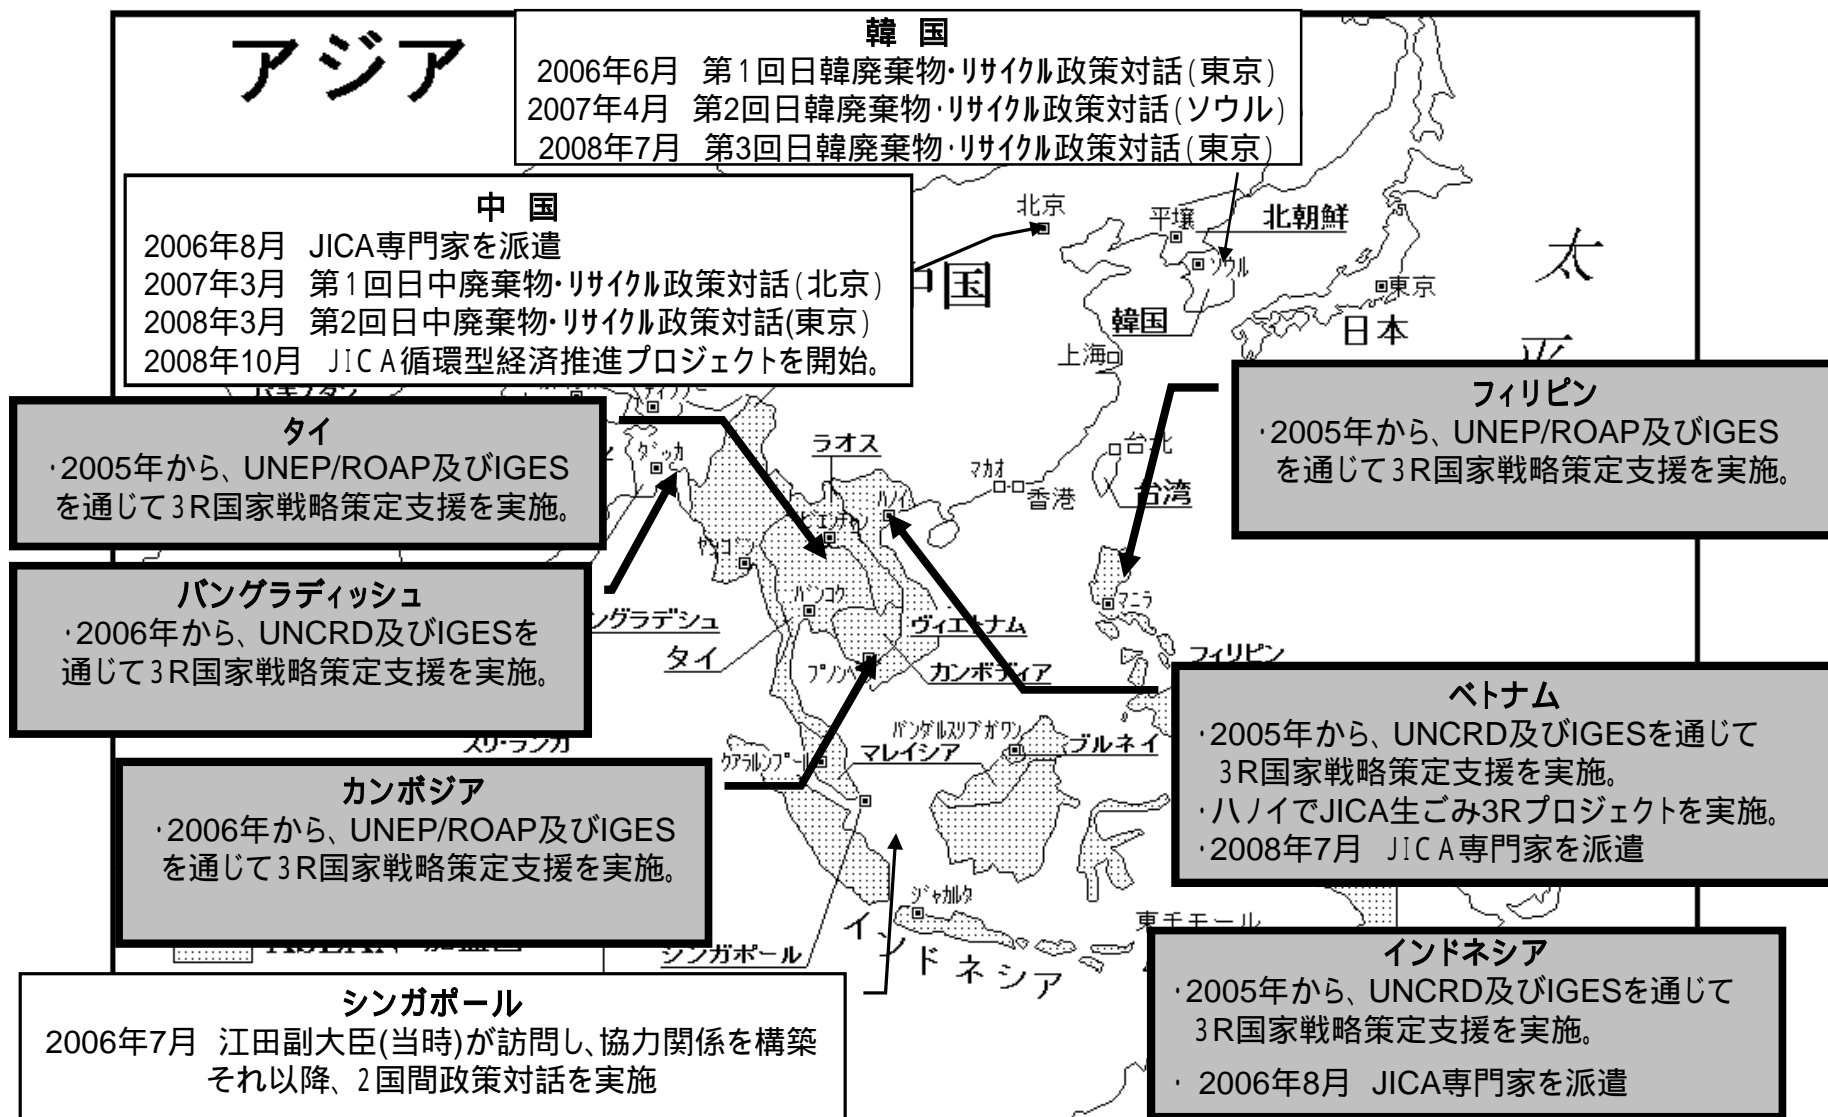 アジア
韓 国
2006年6月 第1回日韓廃棄物・リサイクル政策対話(東京)
2007年4月 第2回日韓廃棄物・リサイクル政策対話(ソウル)
2008年7月 第3回日韓廃棄物・リサイクル政策対話(東京)
中 国
2006年8月 JICA専門家を派遣
2007年3月 第1回日中廃棄物・リサイクル政策対話(北京)
2008年3月 第2回日中廃棄物・リサイクル政策対話(東京)
2008年10月 JICA循環型経済推進プロジェクトを開始。
北京
平壌
北朝鮮
ソウル
韓国
東京
日本
太
国
上海
タイ
・2005年から、UNEP/ROAP及びIGES
を通じて3R国家戦略策定支援を実施。
フィリピン
・2005年から、UNEP/ROAP及びIGES
を通じて3R国家戦略策定支援を実施。
ダッカ
ラオス
ハノイ
マカオ
香港
台北
台湾
バングラディッシュ
・2006年から、UNCRD及びIGESを
通じて3R国家戦略策定支援を実施。
バンコク
ングラデシュ
タイ
ヴィエトナム
カンボディア
マニラ
フィリピン
ベトナム
・2005年から、UNCRD及びIGESを通じて
3R国家戦略策定支援を実施。
・ハノイでJICA生ごみ3Rプロジェクトを実施。
・2008年7月 JICA専門家を派遣
スリ・ランカ
クアラルンプール
マレイシア
バンダルスリブガワン
ブルネイ
カンボジア
・2006年から、UNEP/ROAP及びIGES
を通じて3R国家戦略策定支援を実施。
ジャカルタ
インドネシア
東チモール
シンガポール
シンガポール
2006年7月 江田副大臣(当時)が訪問し、協力関係を構築
それ以降、2国間政策対話を実施
インドネシア
・2005年から、UNCRD及びIGESを通じて
3R国家戦略策定支援を実施。
・ 2006年8月 JICA専門家を派遣